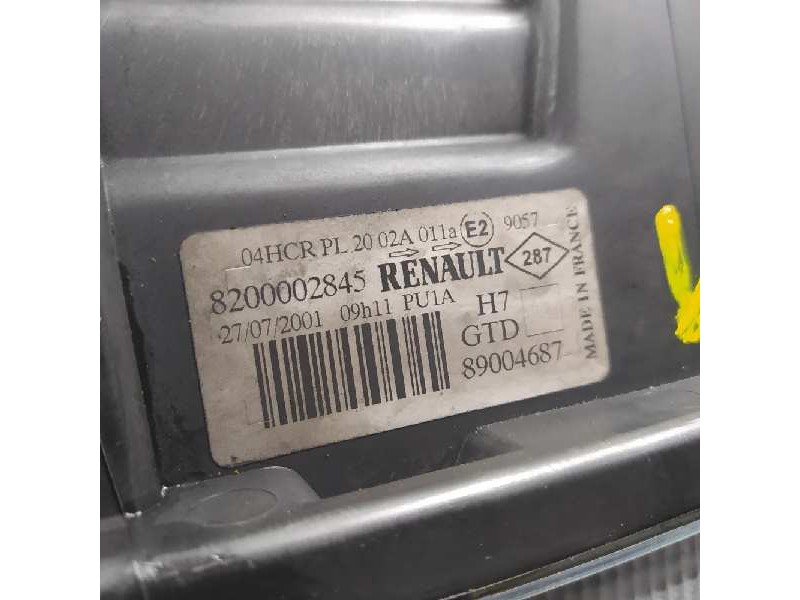 04HCR PL 20 02A 011a E2 9057
8200002845 RENAULT 287
27/07/2001 09h11 PU1A H7
GTD
89004687
MADE IN FRANCE